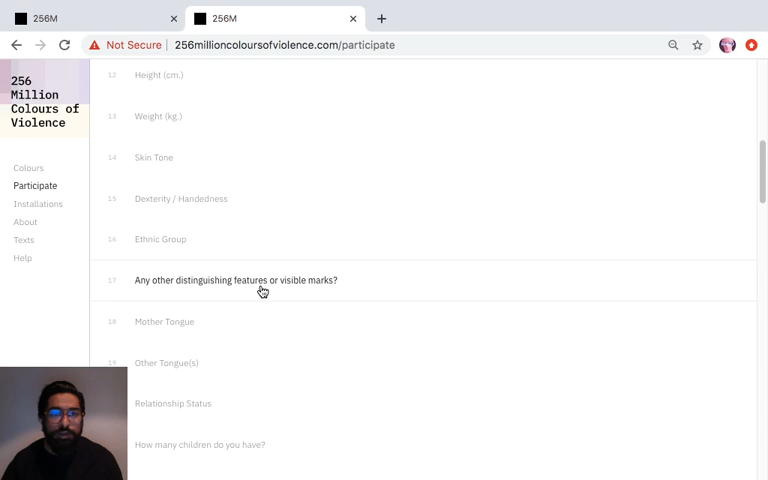 256M
256M
Not Secure
256millioncoloursofviolence.com/participate
256
Million
Colours of
Violence
Colours
Participate
Installations
About
Texts
Help
12 Height (cm.)
13 Weight (kg.)
14 Skin Tone
15 Dexterity / Handedness
16 Ethnic Group
17 Any other distinguishing features or visible marks?
18 Mother Tongue
19 Other Tongue(s)
Relationship Status
How many children do you have?